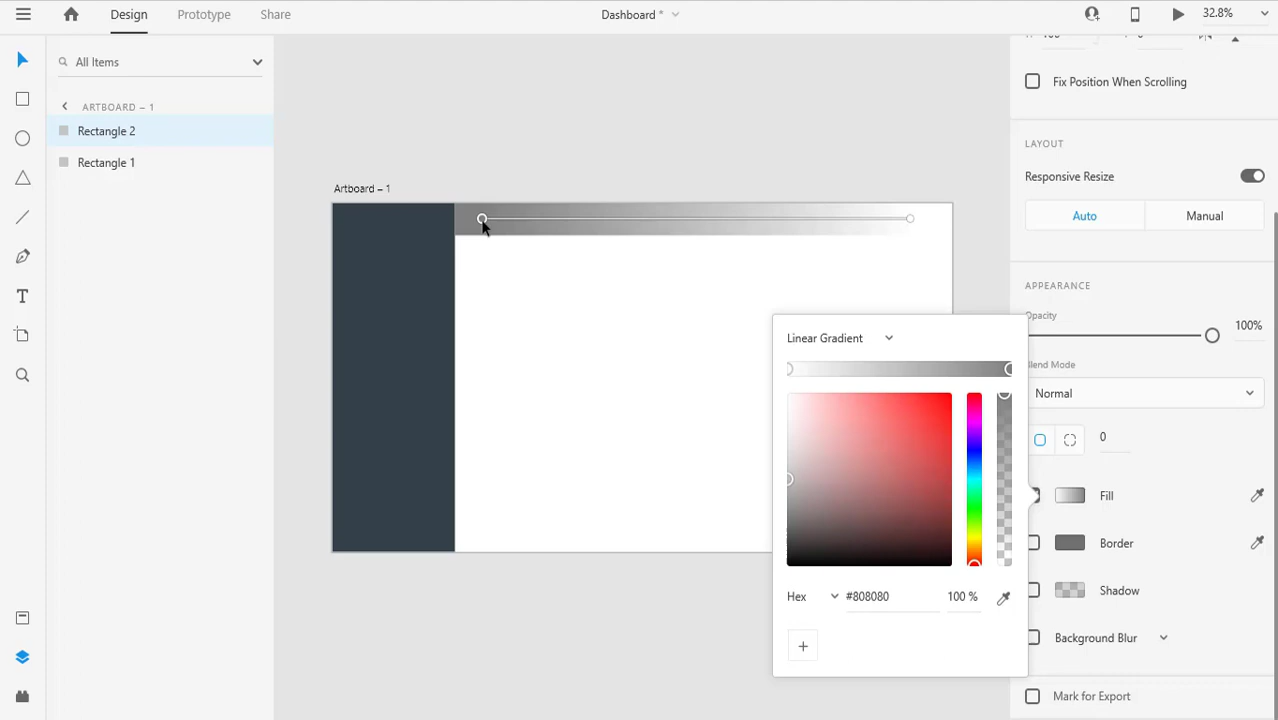 Design
Prototype
Share
Dashboard *
32.8%
All Items
ARTBOARD – 1
Rectangle 2
Rectangle 1
Artboard – 1
Fix Position When Scrolling
LAYOUT
Responsive Resize
Auto
Manual
APPEARANCE
Opacity
100%
Blend Mode
Normal
0
Fill
Border
Shadow
Background Blur
Mark for Export
Linear Gradient
Hex
#808080
100 %
T